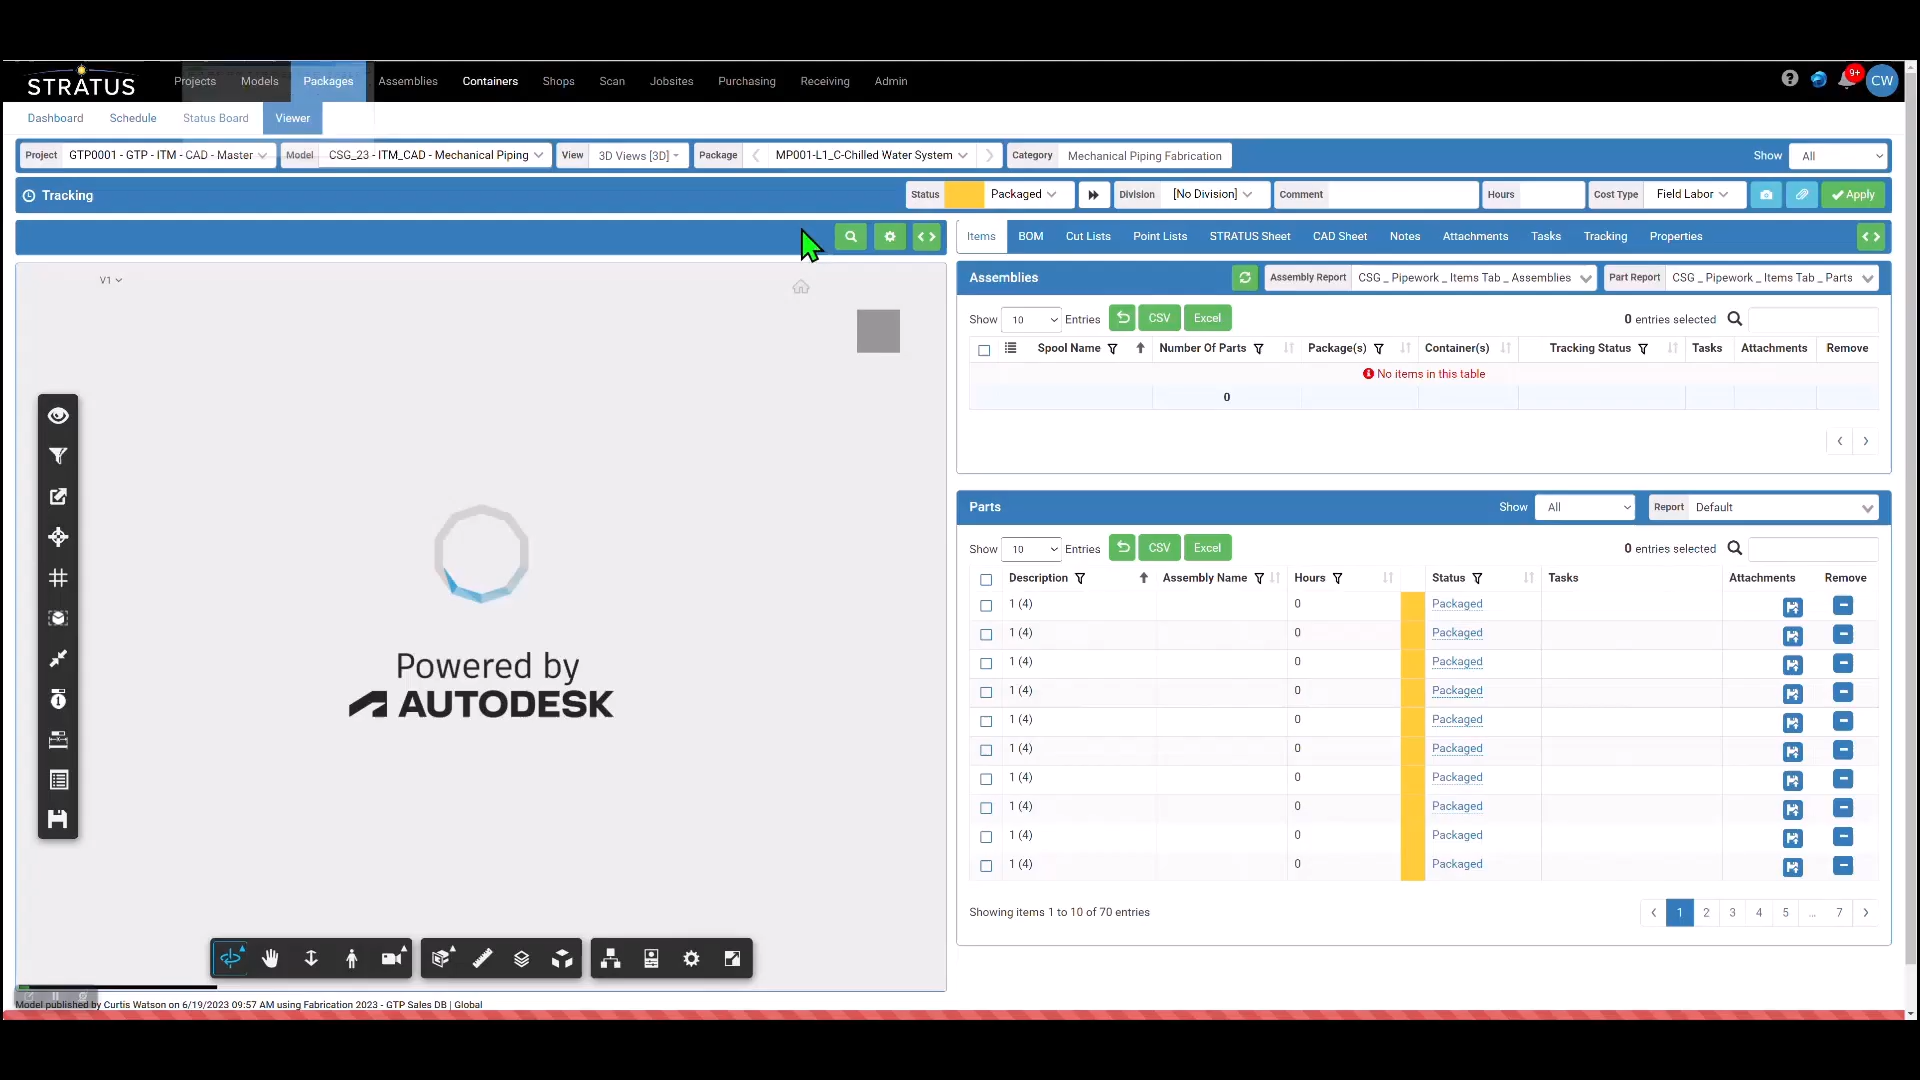 STRATUS
Projects Models Packages Assemblies Containers Shops Scan Jobsites Purchasing Receiving Admin
9+
CW
Dashboard Schedule Status Board Viewer
Project GTP0001 - GTP - ITM - CAD - Master Model CSG_23 - ITM_CAD - Mechanical Piping View 3D Views [3D] Package MP001-L1_C-Chilled Water System Category Mechanical Piping Fabrication Show All
Tracking Status Packaged Division [No Division] Comment Hours Cost Type Field Labor Apply
Items BOM Cut Lists Point Lists STRATUS Sheet CAD Sheet Notes Attachments Tasks Tracking Properties
V1
Powered by
AUTODESK
Assemblies Assembly Report CSG _ Pipework _ Items Tab _ Assemblies Part Report CSG _ Pipework _ Items Tab _ Parts
Show 10 Entries CSV Excel 0 entries selected
Spool Name Number Of Parts Package(s) Container(s) Tracking Status Tasks Attachments Remove
No items in this table
0
Parts Show All Report Default
Show 10 Entries CSV Excel 0 entries selected
Description Assembly Name Hours Status Tasks Attachments Remove
1 (4) 0 Packaged
1 (4) 0 Packaged
1 (4) 0 Packaged
1 (4) 0 Packaged
1 (4) 0 Packaged
1 (4) 0 Packaged
1 (4) 0 Packaged
1 (4) 0 Packaged
1 (4) 0 Packaged
1 (4) 0 Packaged
Showing items 1 to 10 of 70 entries 1 2 3 4 5 ... 7
Model published by Curtis Watson on 6/19/2023 09:57 AM using Fabrication 2023 - GTP Sales DB | Global